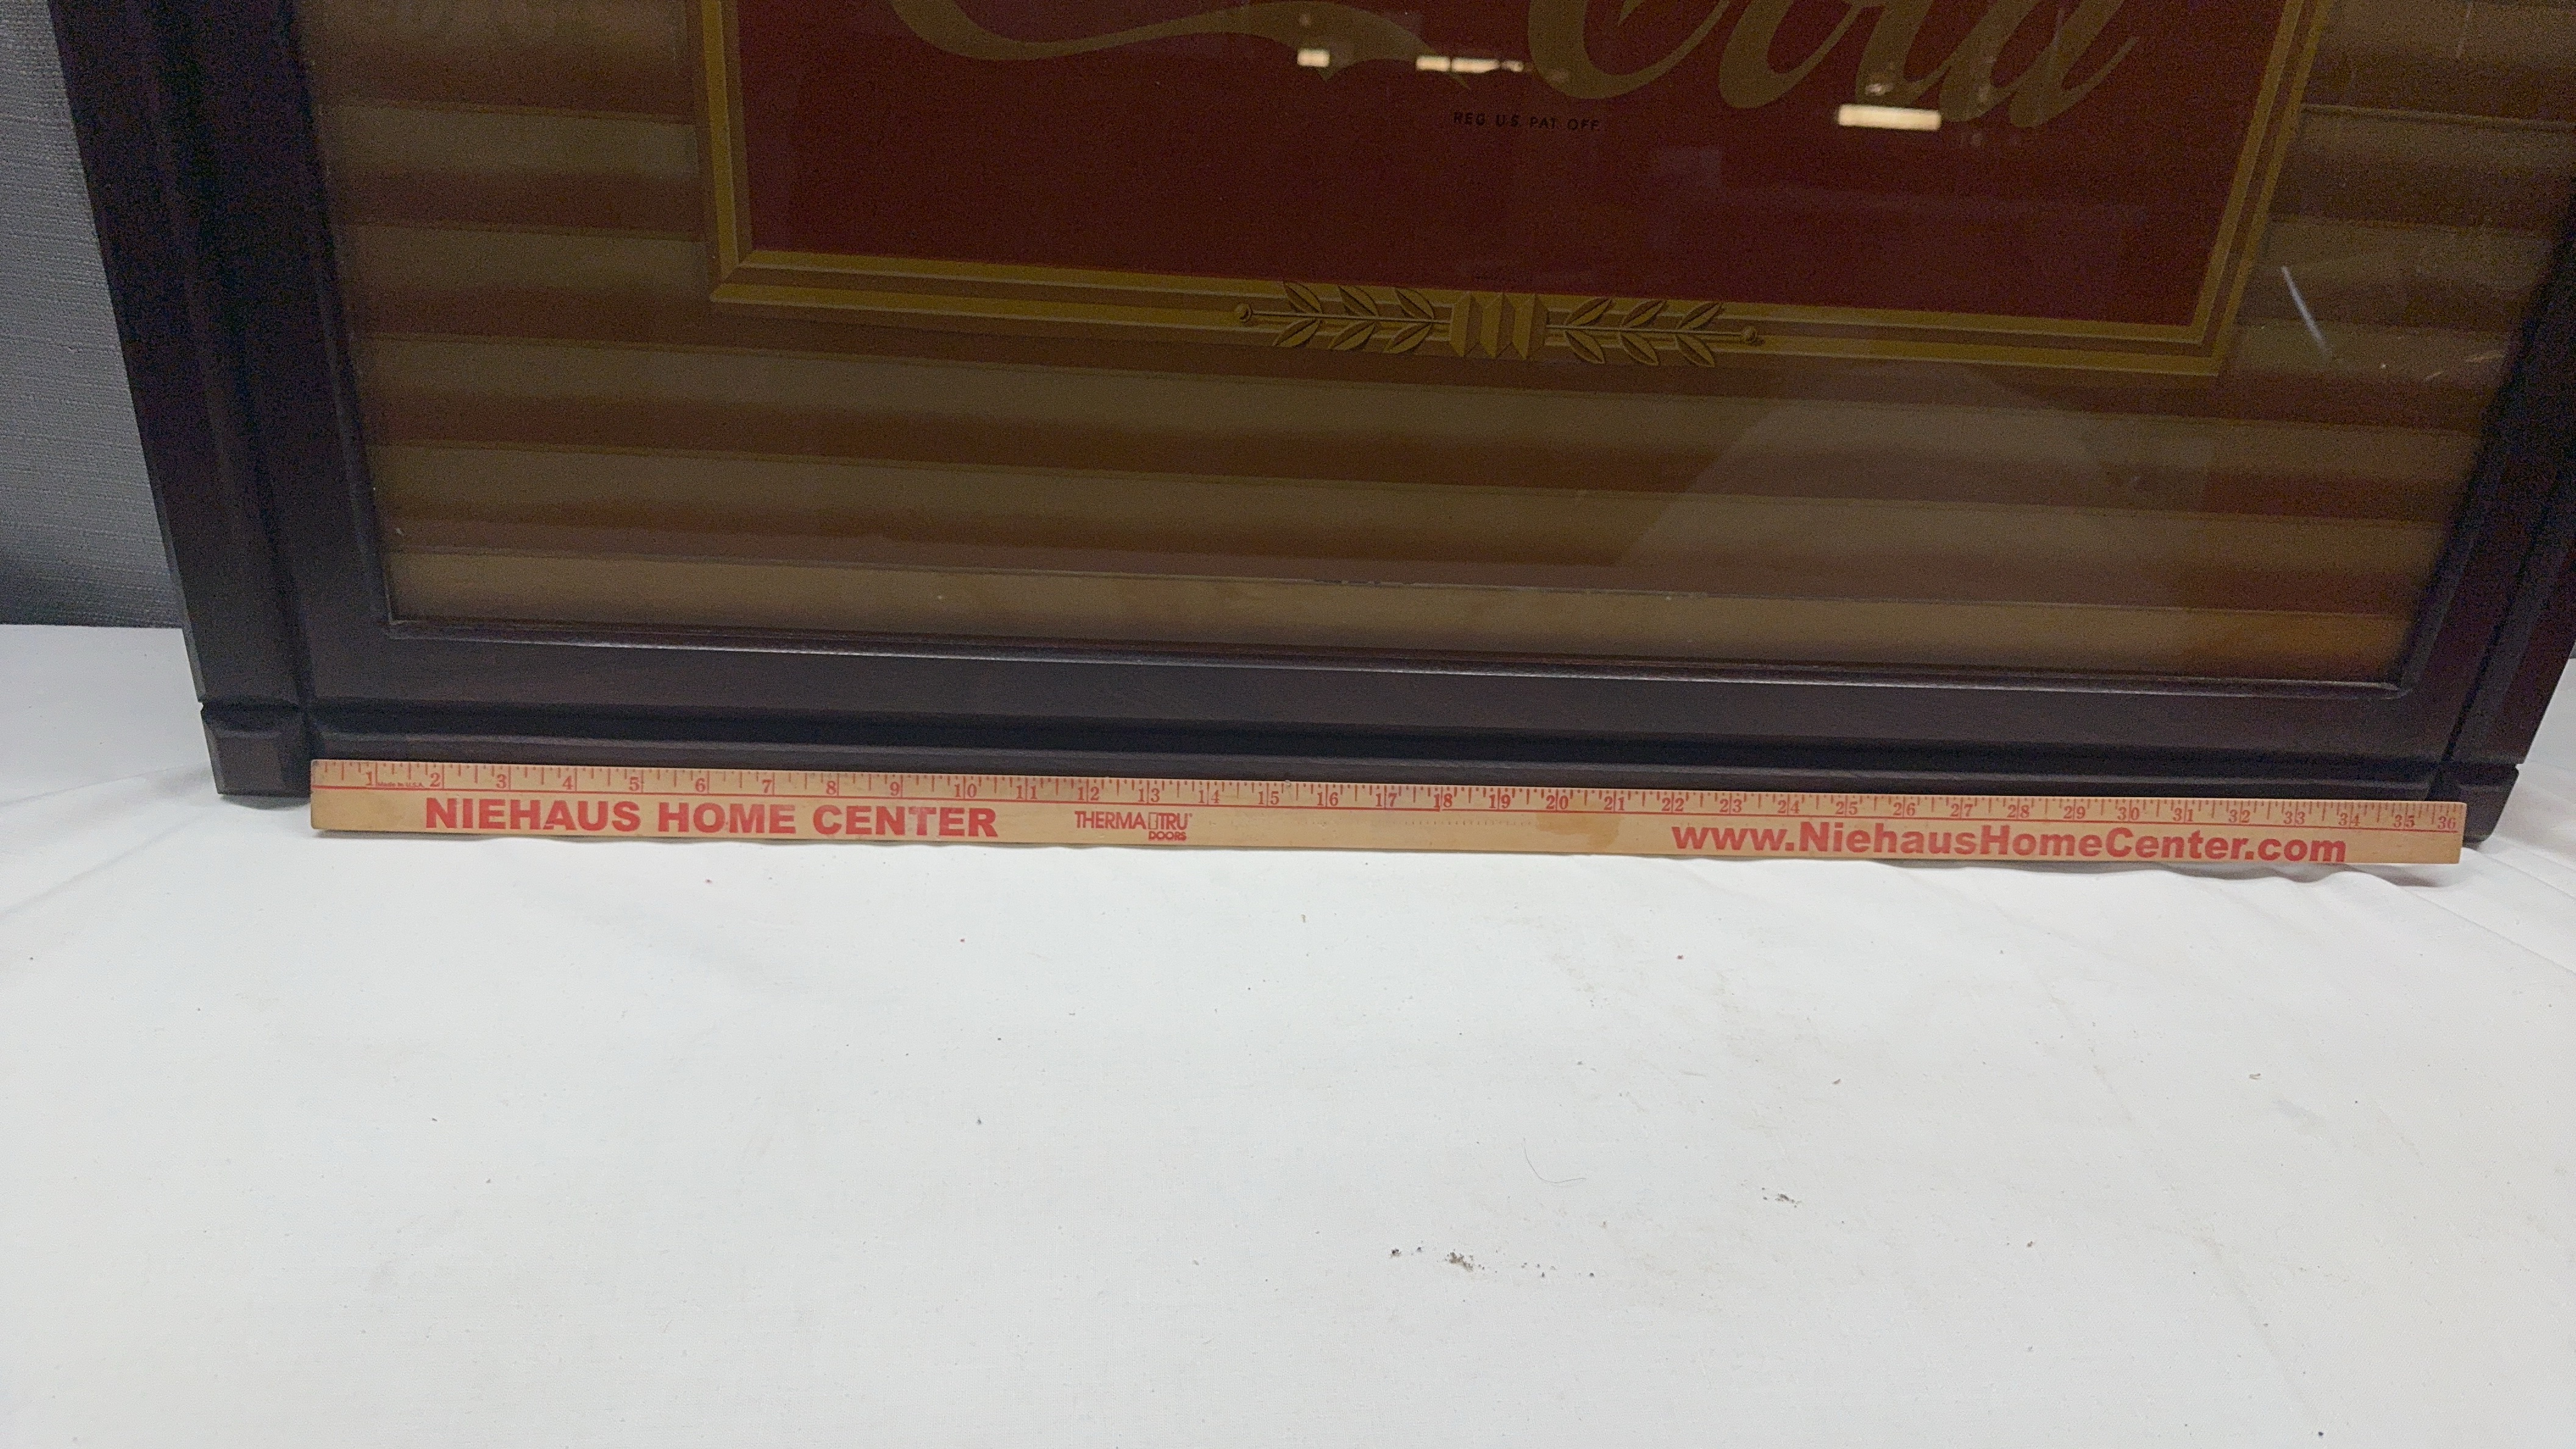 Cola
REG. U.S. PAT. OFF.
1 2 3 4 5 6 7 8 9 10 11 12 13 14 15 16 17 18 19 20 21 22 23 24 25 26 27 28 29 30 31 32 33 34 35 36
Made in U.S.A.
NIEHAUS HOME CENTER
THERMA TRU
DOORS
www.NiehausHomeCenter.com